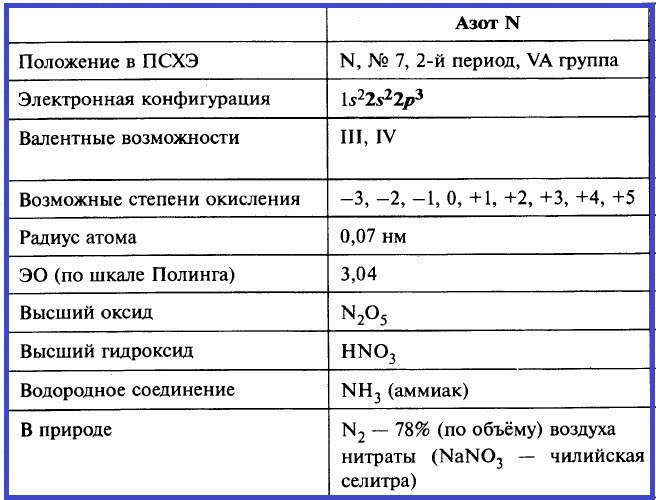 Азот N
Положение в ПСХЭ N, № 7, 2-й период, VA группа
Электронная конфигурация 1s²2s²2p³
Валентные возможности III, IV
Возможные степени окисления −3, −2, −1, 0, +1, +2, +3, +4, +5
Радиус атома 0,07 нм
ЭО (по шкале Полинга) 3,04
Высший оксид N₂O₅
Высший гидроксид HNO₃
Водородное соединение NH₃ (аммиак)
В природе N₂ — 78% (по объёму) воздуха
нитраты (NaNO₃ — чилийская
селитра)